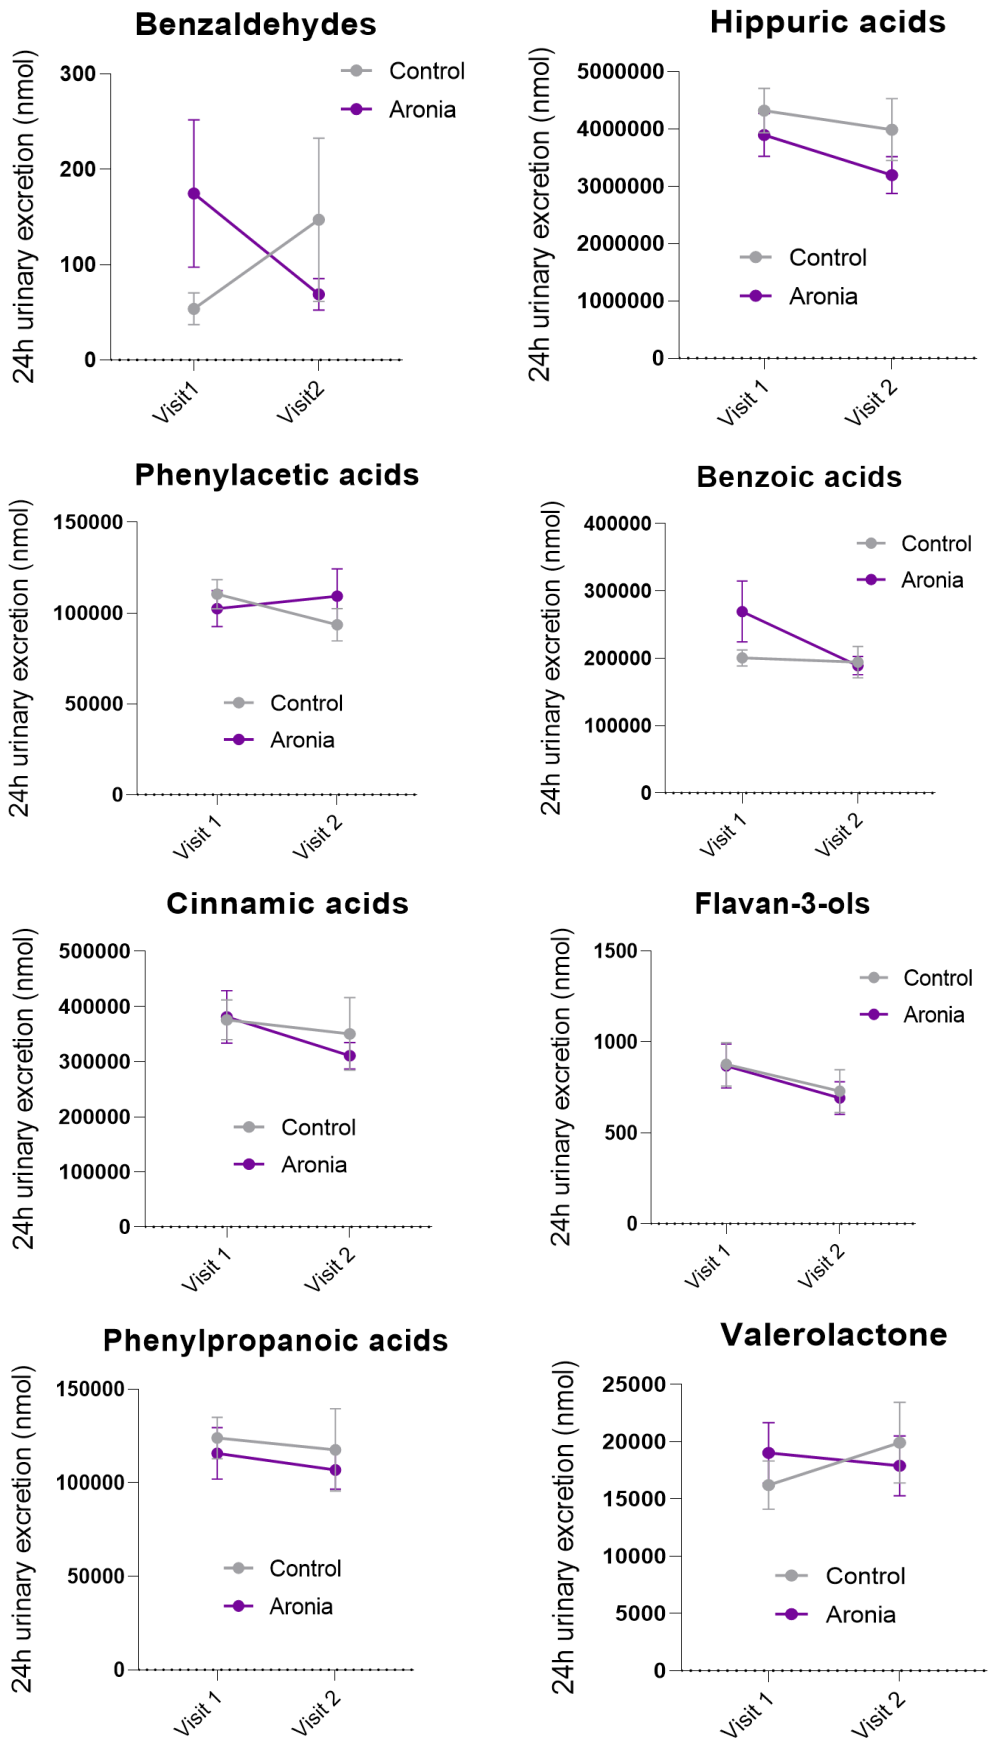 Benzaldehydes
24h urinary excretion (nmol)
300
200
100
0
Control
Aronia
Visit1
Visit2
Hippuric acids
24h urinary excretion (nmol)
5000000
4000000
3000000
2000000
1000000
0
Control
Aronia
Visit 1
Visit 2
Phenylacetic acids
24h urinary excretion (nmol)
150000
100000
50000
0
Control
Aronia
Visit 1
Visit 2
Benzoic acids
24h urinary excretion (nmol)
400000
300000
200000
100000
0
Control
Aronia
Visit 1
Visit 2
Cinnamic acids
24h urinary excretion (nmol)
500000
400000
300000
200000
100000
0
Control
Aronia
Visit 1
Visit 2
Flavan-3-ols
24h urinary excretion (nmol)
1500
1000
500
0
Control
Aronia
Visit 1
Visit 2
Phenylpropanoic acids
24h urinary excretion (nmol)
150000
100000
50000
0
Control
Aronia
Visit 1
Visit 2
Valerolactone
24h urinary excretion (nmol)
25000
20000
15000
10000
5000
0
Control
Aronia
Visit 1
Visit 2